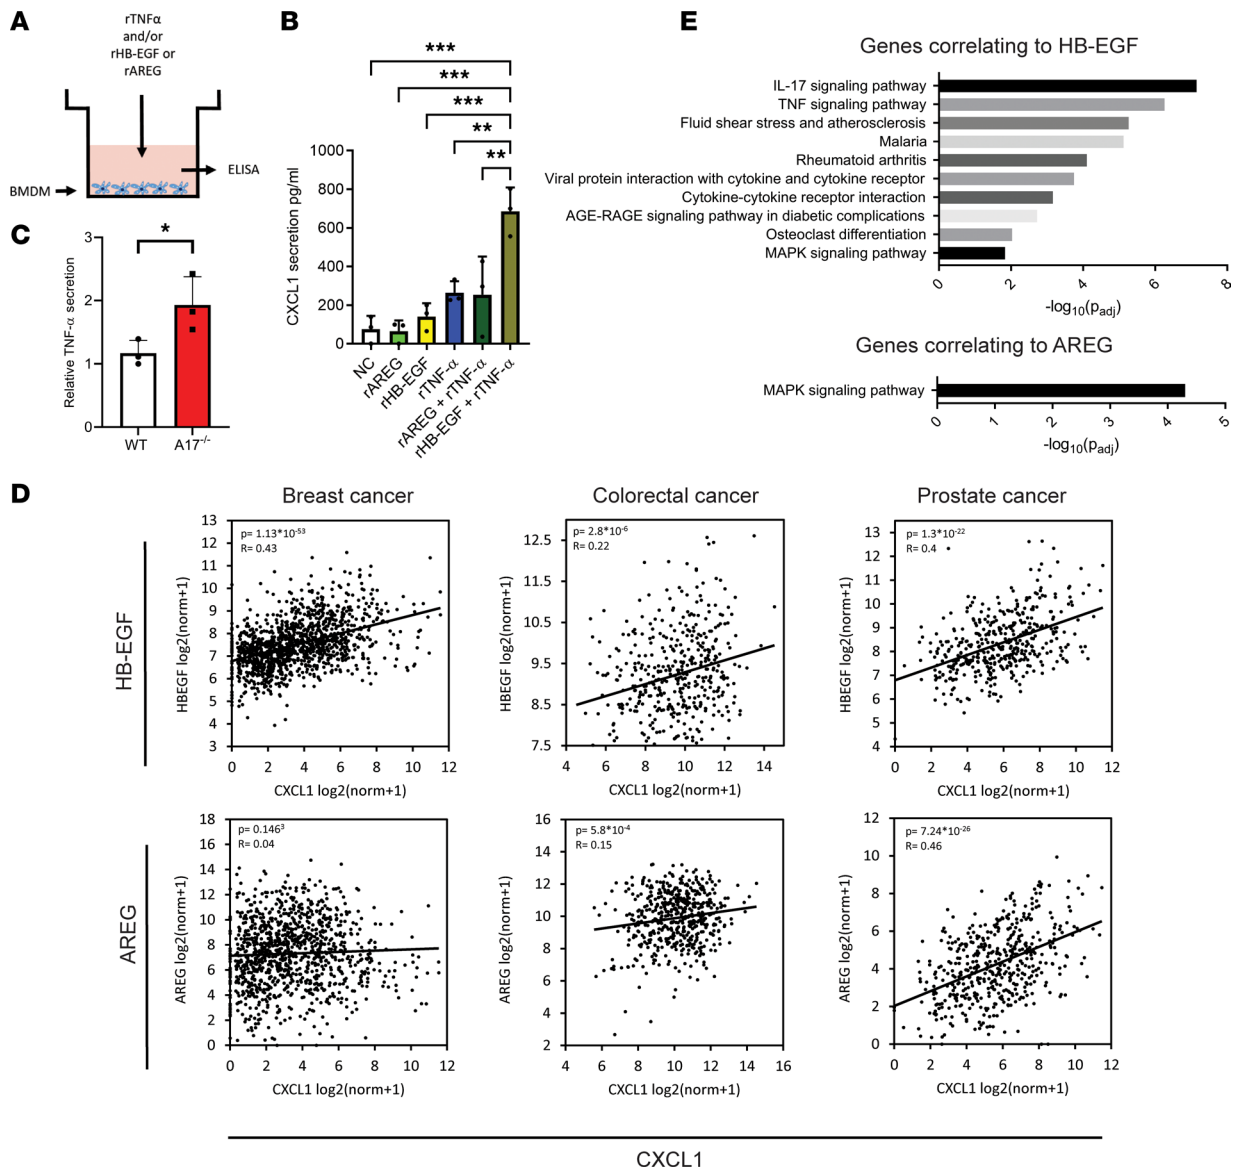 A
rTNFα
and/or
rHB-EGF or
rAREG
BMDM
ELISA
B
***
***
***
**
**
CXCL1 secretion pg/ml
1000
800
600
400
200
0
NC
rAREG
rHB-EGF
rTNF-α
rAREG + rTNF-α
rHB-EGF + rTNF-α
C
*
Relative TNF-α secretion
3
2
1
0
WT
A17-/-
E
Genes correlating to HB-EGF
IL-17 signaling pathway
TNF signaling pathway
Fluid shear stress and atherosclerosis
Malaria
Rheumatoid arthritis
Viral protein interaction with cytokine and cytokine receptor
Cytokine-cytokine receptor interaction
AGE-RAGE signaling pathway in diabetic complications
Osteoclast differentiation
MAPK signaling pathway
0 2 4 6 8
-log10(padj)
Genes correlating to AREG
MAPK signaling pathway
0 1 2 3 4 5
-log10(padj)
D
Breast cancer
Colorectal cancer
Prostate cancer
HB-EGF
p= 1.13*10-53
R= 0.43
HBEGF log2(norm+1)
13
12
11
10
9
8
7
6
5
4
3
0 2 4 6 8 10 12
CXCL1 log2(norm+1)
p= 2.8*10-6
R= 0.22
HBEGF log2(norm+1)
12.5
11.5
10.5
9.5
8.5
7.5
4 6 8 10 12 14
CXCL1 log2(norm+1)
p= 1.3*10-22
R= 0.4
HBEGF log2(norm+1)
13
12
11
10
9
8
7
6
5
4
0 2 4 6 8 10 12
CXCL1 log2(norm+1)
AREG
p= 0.1463
R= 0.04
AREG log2(norm+1)
18
16
14
12
10
8
6
4
2
0
0 2 4 6 8 10 12
CXCL1 log2(norm+1)
p= 5.8*10-4
R= 0.15
AREG log2(norm+1)
16
14
12
10
8
6
4
2
4 6 8 10 12 14 16
CXCL1 log2(norm+1)
p= 7.24*10-26
R= 0.46
AREG log2(norm+1)
12
10
8
6
4
2
0
0 2 4 6 8 10 12
CXCL1 log2(norm+1)
CXCL1